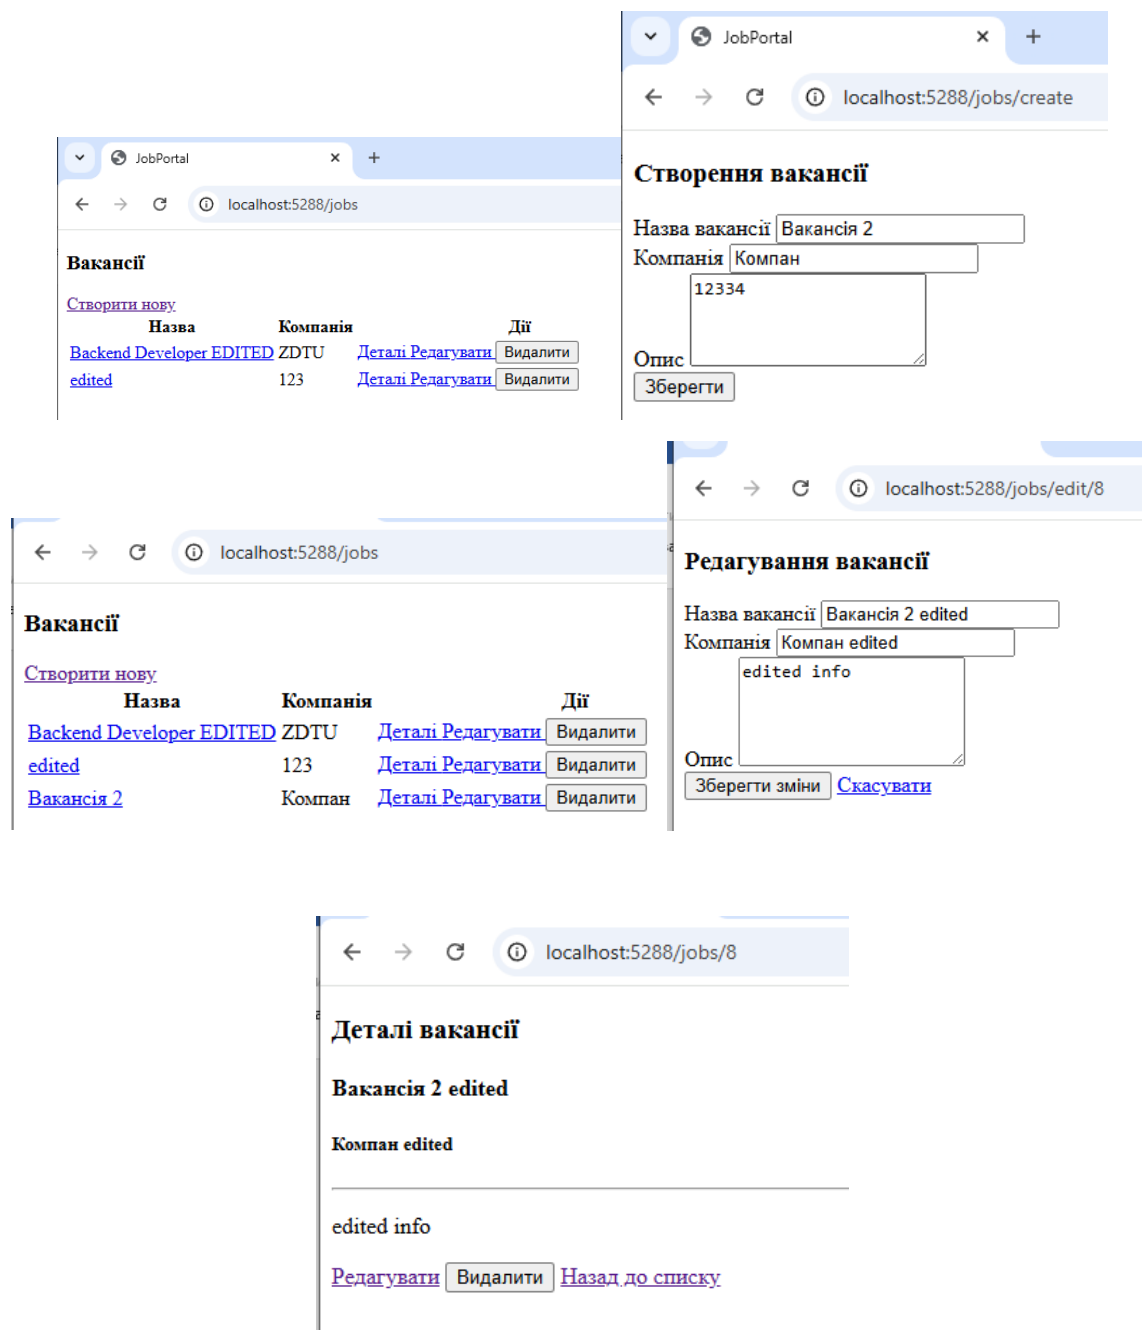 JobPortal
localhost:5288/jobs
Вакансії
Створити нову
Назва Компанія Дії
Backend Developer EDITED ZDTU Деталі Редагувати Видалити
edited 123 Деталі Редагувати Видалити
JobPortal
localhost:5288/jobs/create
Створення вакансії
Назва вакансії Вакансія 2
Компанія Компан
12334
Опис
Зберегти
localhost:5288/jobs
Вакансії
Створити нову
Назва Компанія Дії
Backend Developer EDITED ZDTU Деталі Редагувати Видалити
edited 123 Деталі Редагувати Видалити
Вакансія 2 Компан Деталі Редагувати Видалити
localhost:5288/jobs/edit/8
Редагування вакансії
Назва вакансії Вакансія 2 edited
Компанія Компан edited
edited info
Опис
Зберегти зміни Скасувати
localhost:5288/jobs/8
Деталі вакансії
Вакансія 2 edited
Компан edited
edited info
Редагувати Видалити Назад до списку